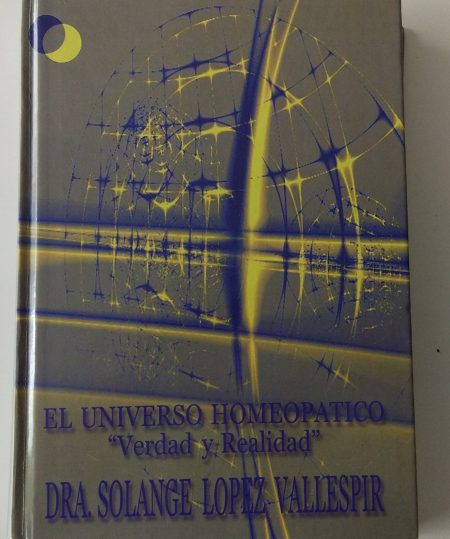 EL UNIVERSO HOMEOPATICO
"Verdad y Realidad"
DRA. SOLANGE LOPEZ VALLESPIR